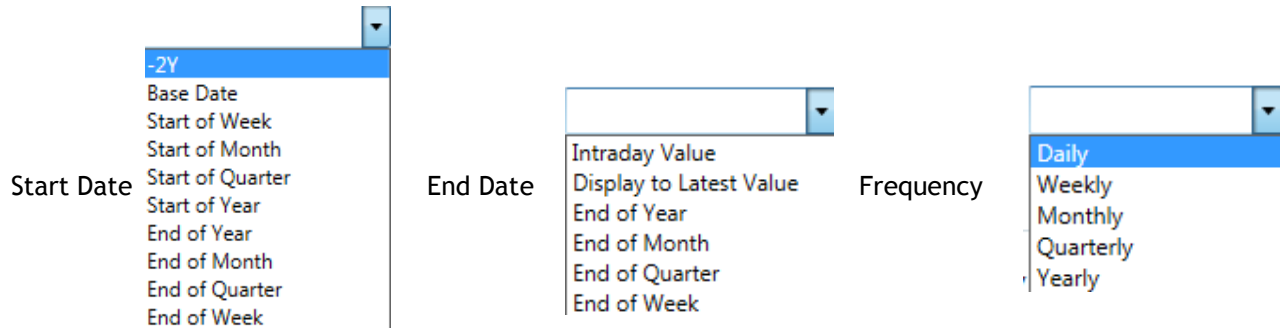 Start Date
-2Y
Base Date
Start of Week
Start of Month
Start of Quarter
Start of Year
End of Year
End of Month
End of Quarter
End of Week
End Date
Intraday Value
Display to Latest Value
End of Year
End of Month
End of Quarter
End of Week
Frequency
Daily
Weekly
Monthly
Quarterly
Yearly